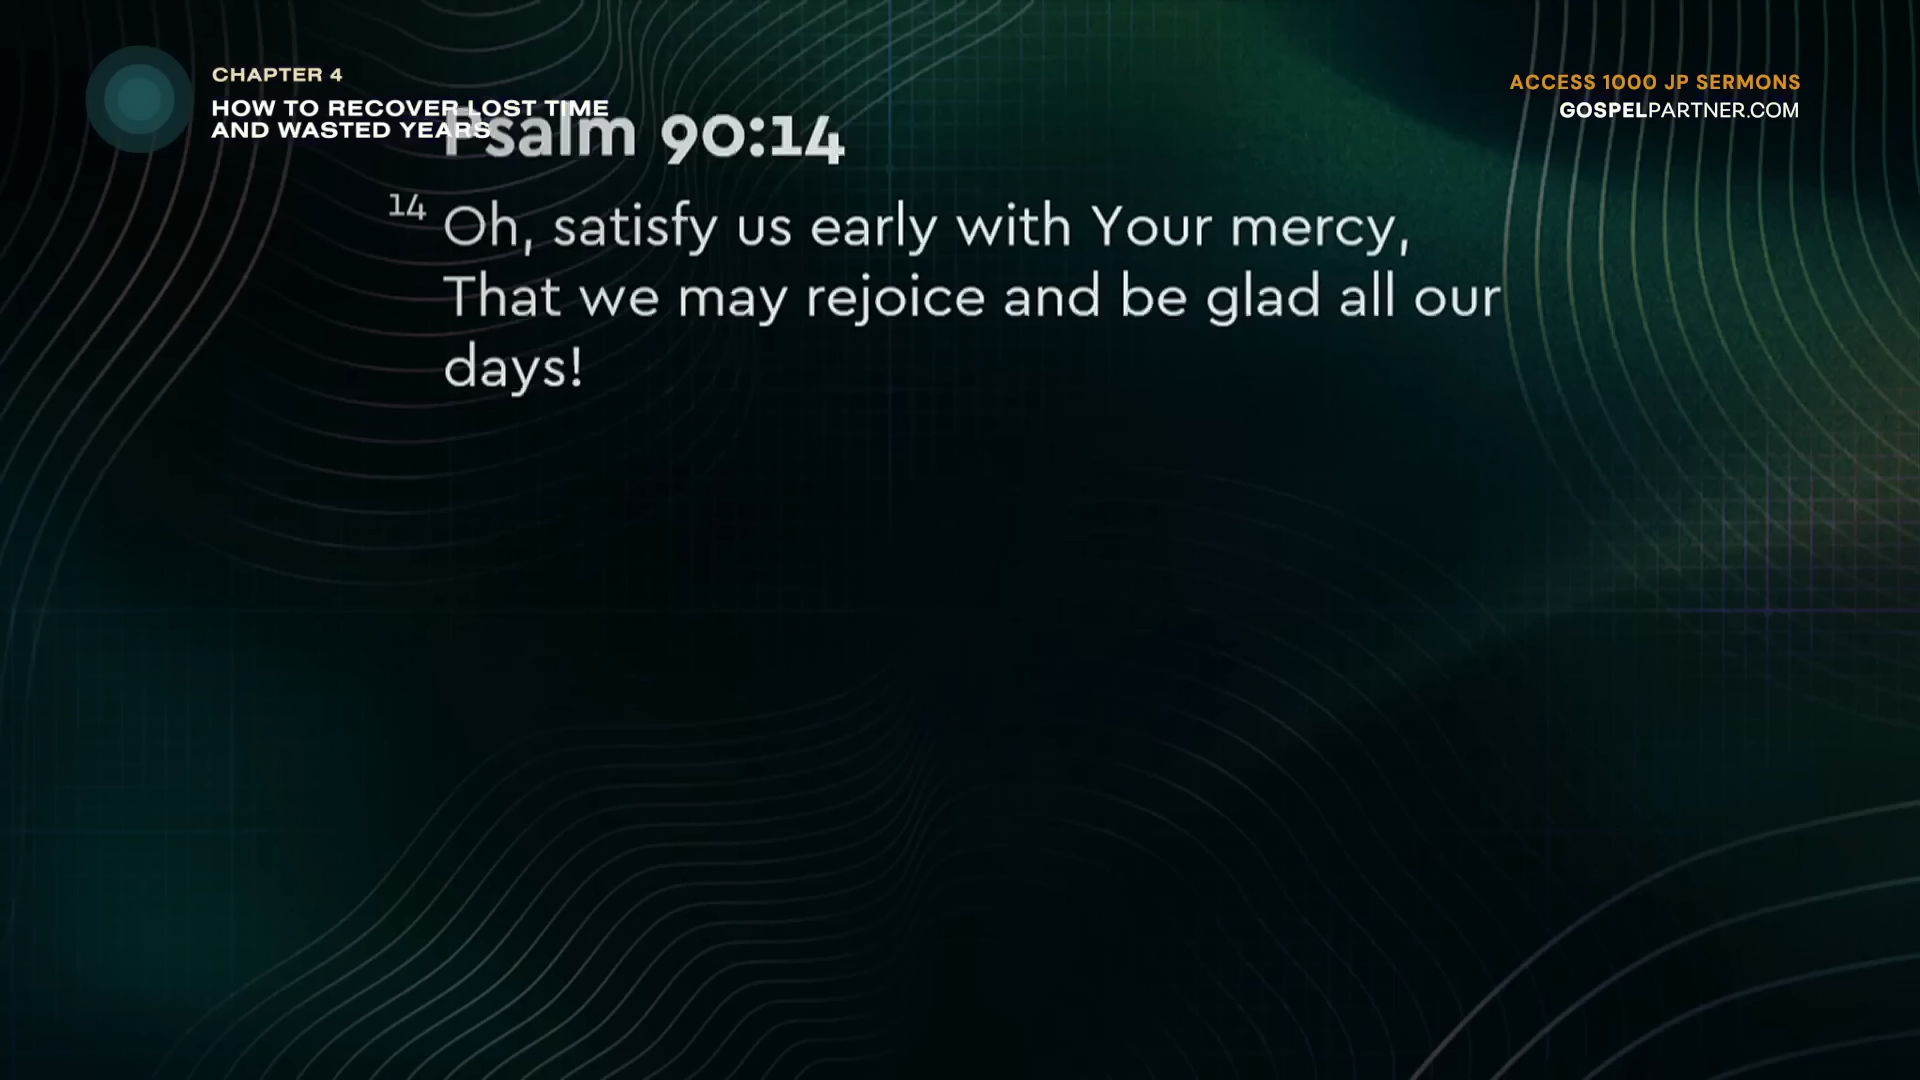 CHAPTER 4
HOW TO RECOVER LOST TIME
AND WASTED YEARS
ACCESS 1000 JP SERMONS
GOSPELPARTNER.COM
Psalm 90:14
14 Oh, satisfy us early with Your mercy,
That we may rejoice and be glad all our
days!